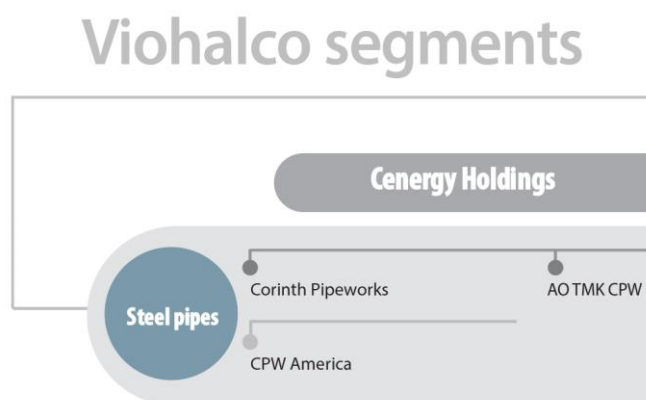 Viohalco segments
Cenergy Holdings
Steel pipes
Corinth Pipeworks
AO TMK CPW
CPW America